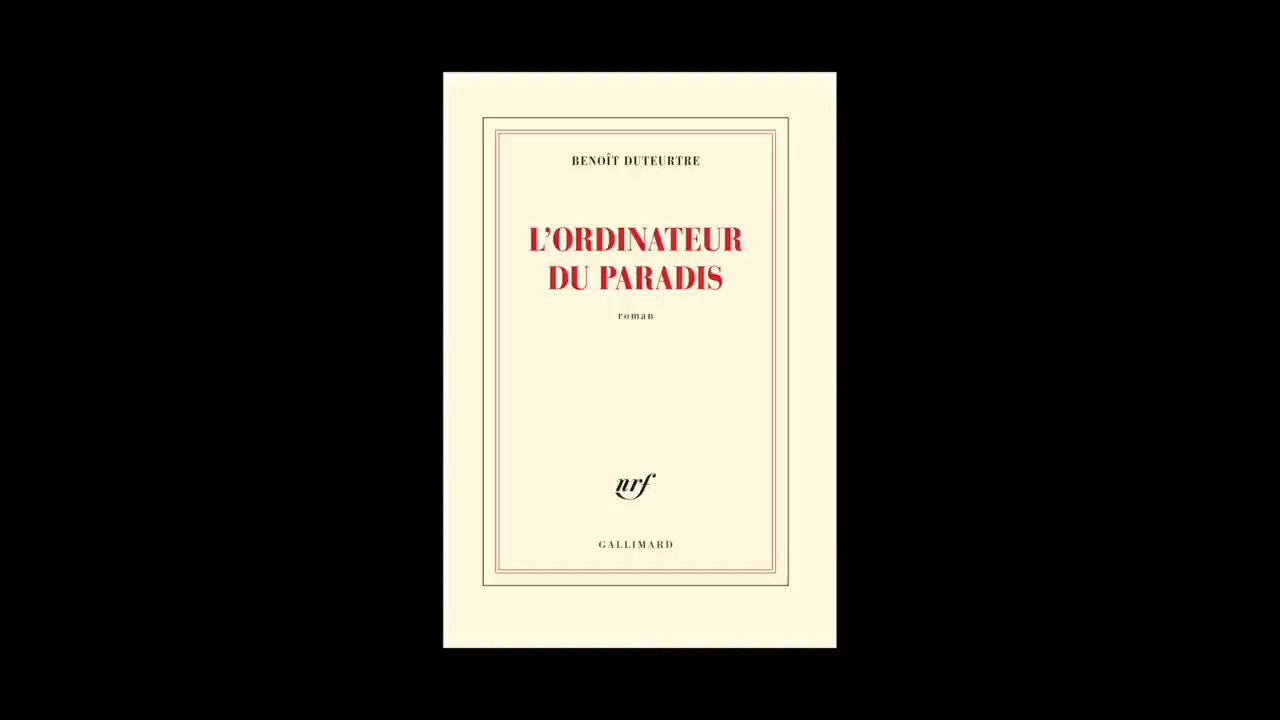 BENOÎT DUTEURTRE
L’ORDINATEUR
DU PARADIS
roman
nrf
GALLIMARD